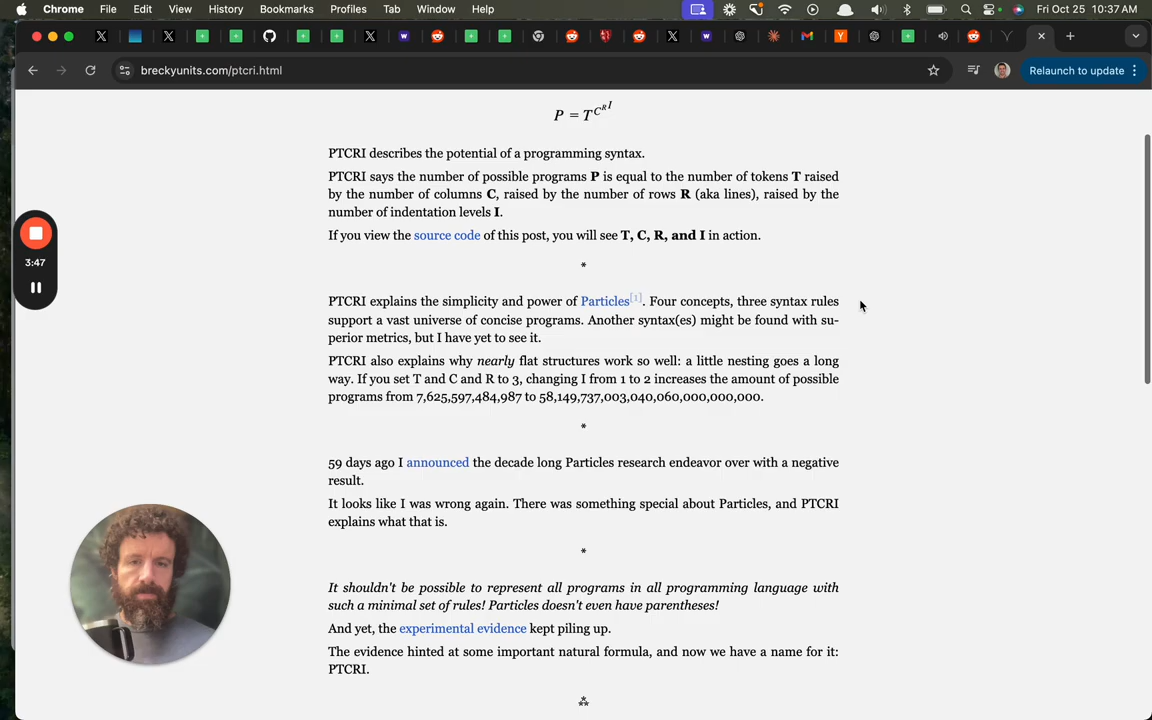 Chrome File Edit View History Bookmarks Profiles Tab Window Help Fri Oct 25 10:37 AM
breckyunits.com/ptcri.html Relaunch to update
P = T^C^R^I
PTCRI describes the potential of a programming syntax.
PTCRI says the number of possible programs P is equal to the number of tokens T raised
by the number of columns C, raised by the number of rows R (aka lines), raised by the
number of indentation levels I.
If you view the source code of this post, you will see T, C, R, and I in action.
*
PTCRI explains the simplicity and power of Particles[1]. Four concepts, three syntax rules
support a vast universe of concise programs. Another syntax(es) might be found with su-
perior metrics, but I have yet to see it.
PTCRI also explains why nearly flat structures work so well: a little nesting goes a long
way. If you set T and C and R to 3, changing I from 1 to 2 increases the amount of possible
programs from 7,625,597,484,987 to 58,149,737,003,040,060,000,000,000.
*
59 days ago I announced the decade long Particles research endeavor over with a negative
result.
It looks like I was wrong again. There was something special about Particles, and PTCRI
explains what that is.
*
It shouldn't be possible to represent all programs in all programming language with
such a minimal set of rules! Particles doesn't even have parentheses!
And yet, the experimental evidence kept piling up.
The evidence hinted at some important natural formula, and now we have a name for it:
PTCRI.
⁂
3:47